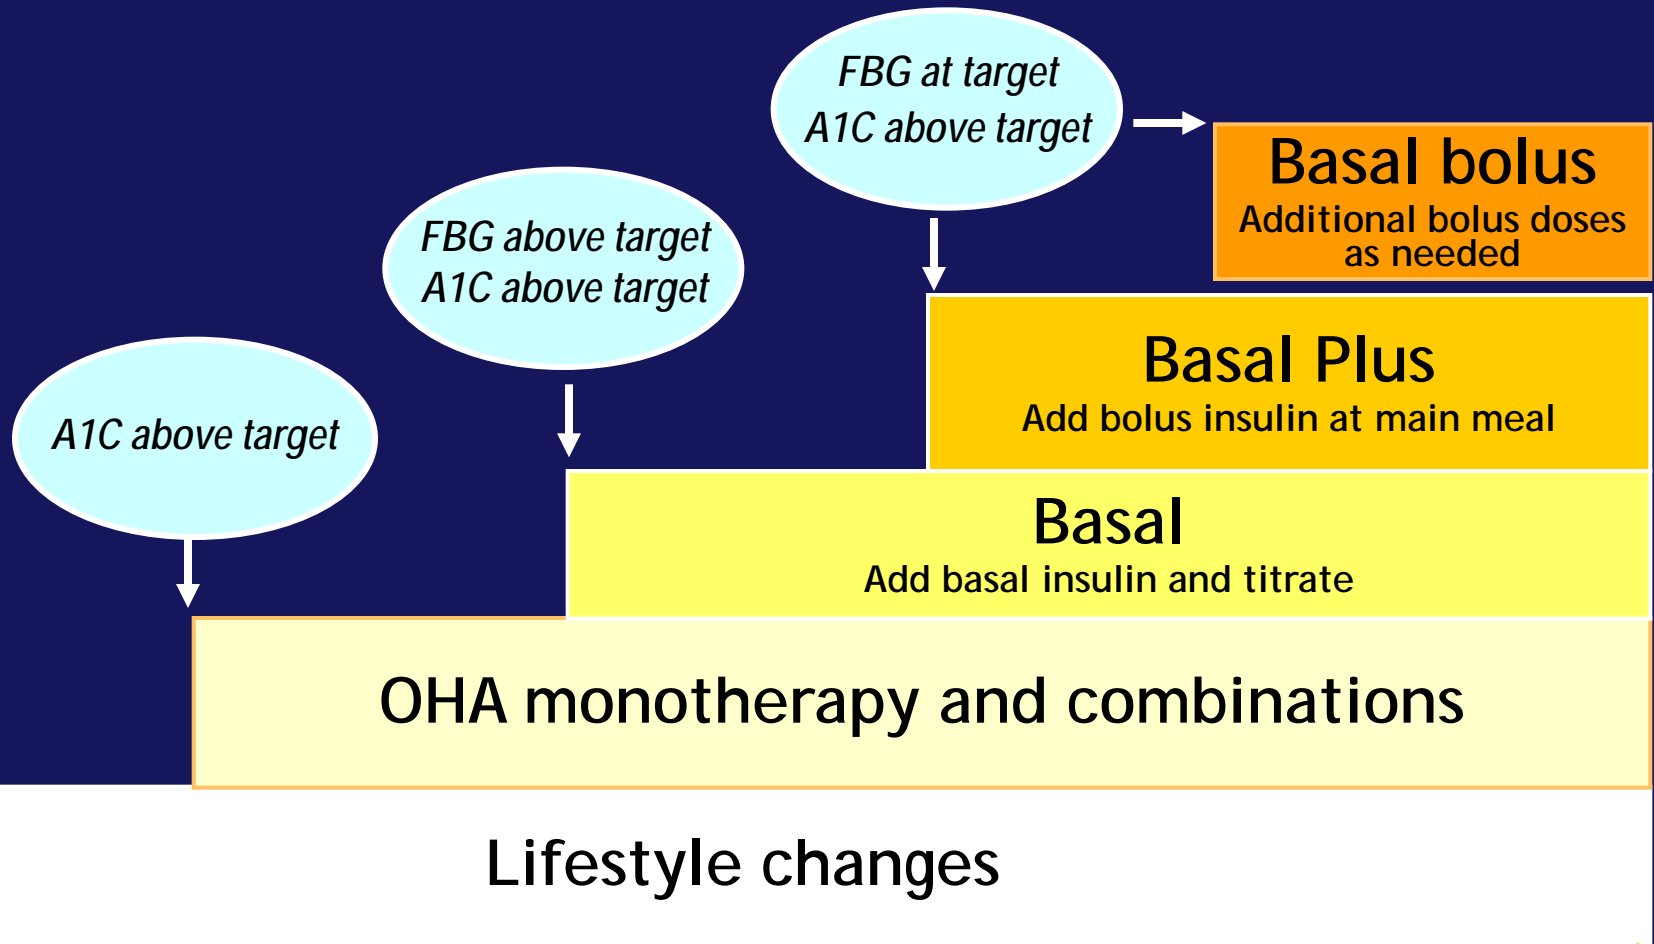 FBG at target
A1C above target
Basal bolus
Additional bolus doses
as needed
FBG above target
A1C above target
Basal Plus
Add bolus insulin at main meal
A1C above target
Basal
Add basal insulin and titrate
OHA monotherapy and combinations
Lifestyle changes